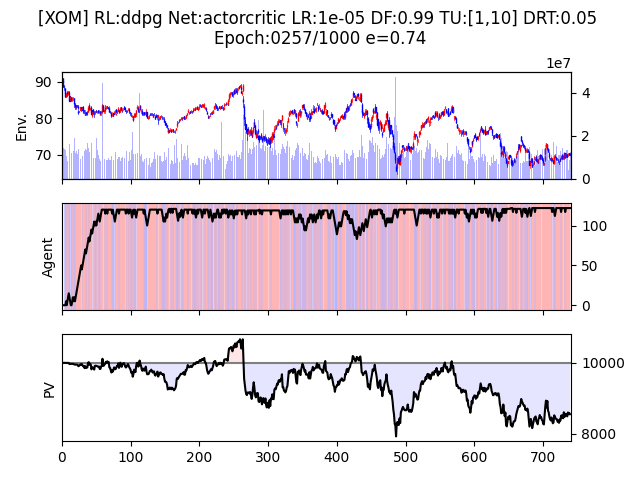 [XOM] RL:ddpg Net:actorcritic LR:1e-05 DF:0.99 TU:[1,10] DRT:0.05
Epoch:0257/1000 e=0.74
1e7
90
80
70
Env.
4
2
0
Agent
100
50
0
PV
10000
8000
0 100 200 300 400 500 600 700